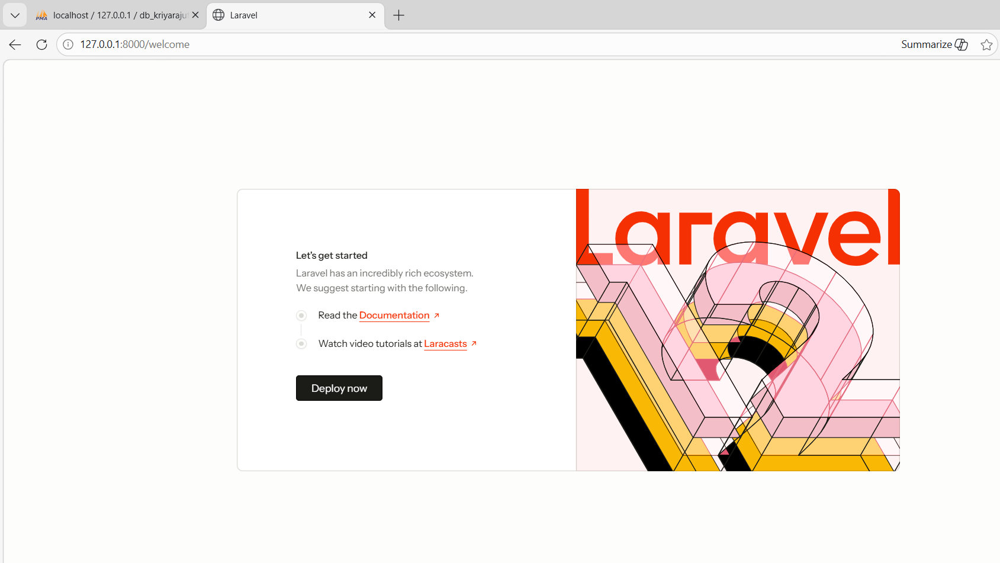 localhost / 127.0.0.1 / db_kriyaraju
Laravel
127.0.0.1:8000/welcome
Summarize
Let's get started
Laravel has an incredibly rich ecosystem.
We suggest starting with the following.
Read the Documentation
Watch video tutorials at Laracasts
Deploy now
Laravel
PMA